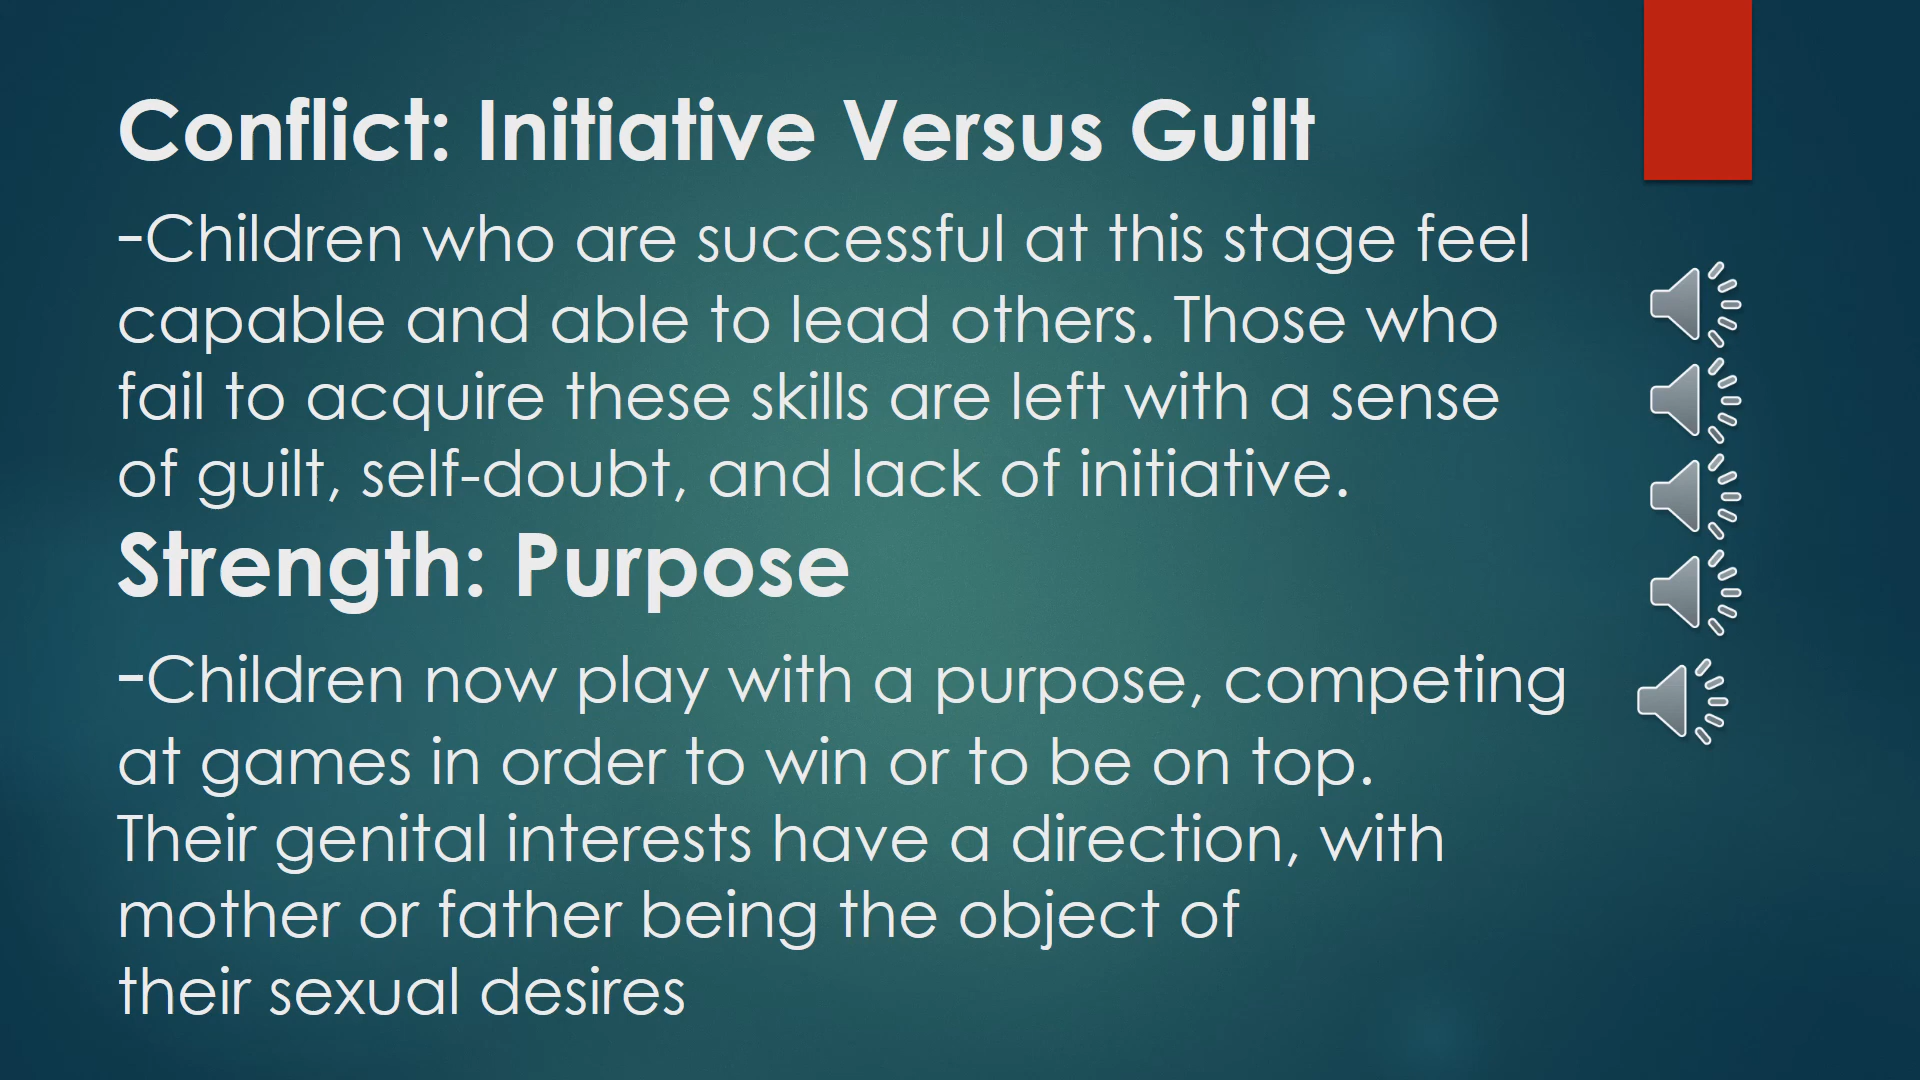 Conflict: Initiative Versus Guilt
-Children who are successful at this stage feel
capable and able to lead others. Those who
fail to acquire these skills are left with a sense
of guilt, self-doubt, and lack of initiative.
Strength: Purpose
-Children now play with a purpose, competing
at games in order to win or to be on top.
Their genital interests have a direction, with
mother or father being the object of
their sexual desires